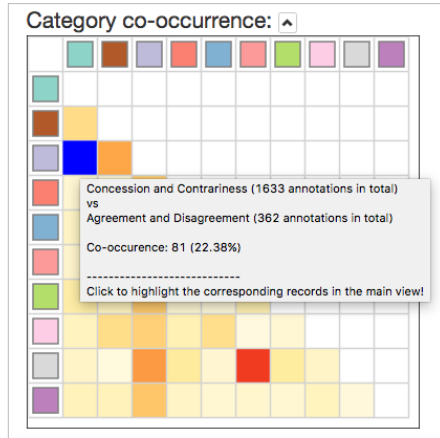 Category co-occurrence:
Concession and Contrariness (1633 annotations in total)
vs
Agreement and Disagreement (362 annotations in total)
Co-occurence: 81 (22.38%)
----------------------------
Click to highlight the corresponding records in the main view!